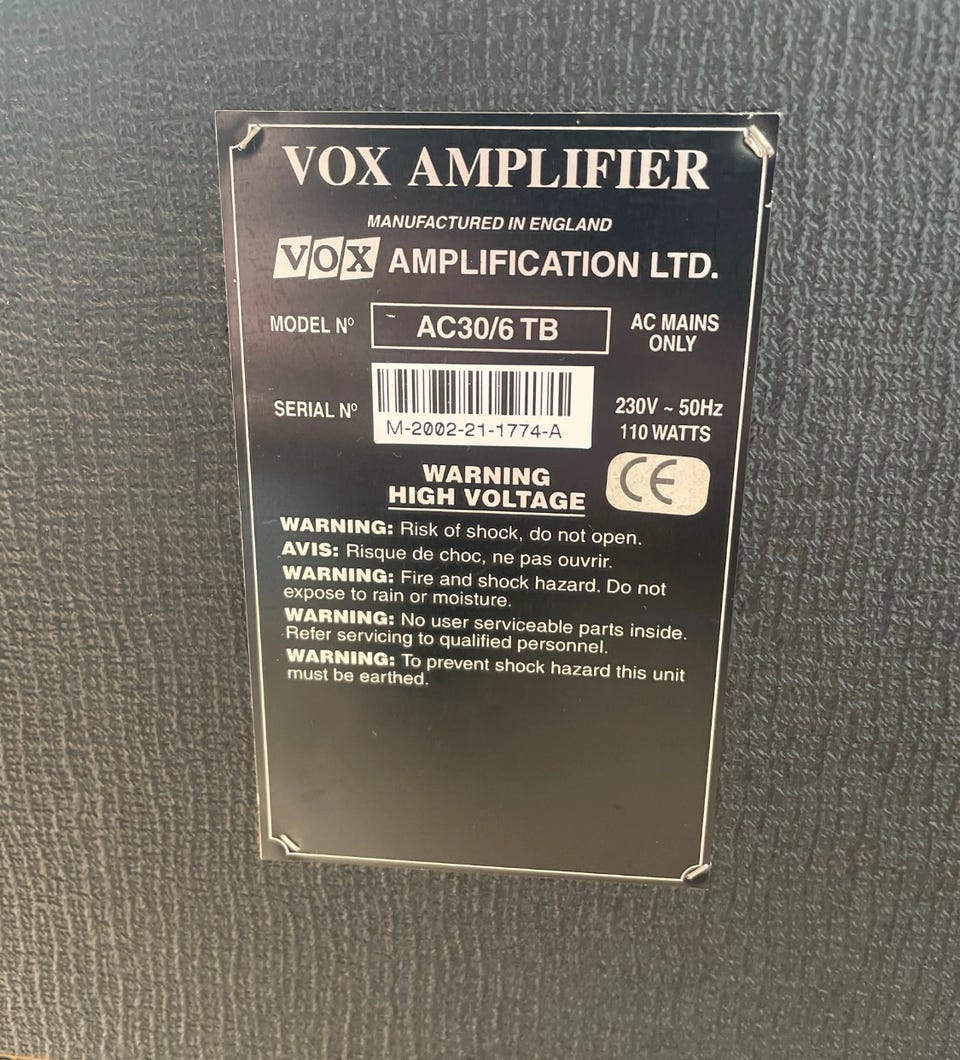 VOX AMPLIFIER
MANUFACTURED IN ENGLAND
VOX AMPLIFICATION LTD.
MODEL Nº AC30/6 TB AC MAINS ONLY
SERIAL Nº M-2002-21-1774-A 230V ~ 50Hz
110 WATTS
WARNING
HIGH VOLTAGE
CE
WARNING: Risk of shock, do not open.
AVIS: Risque de choc, ne pas ouvrir.
WARNING: Fire and shock hazard. Do not
expose to rain or moisture.
WARNING: No user serviceable parts inside.
Refer servicing to qualified personnel.
WARNING: To prevent shock hazard this unit
must be earthed.